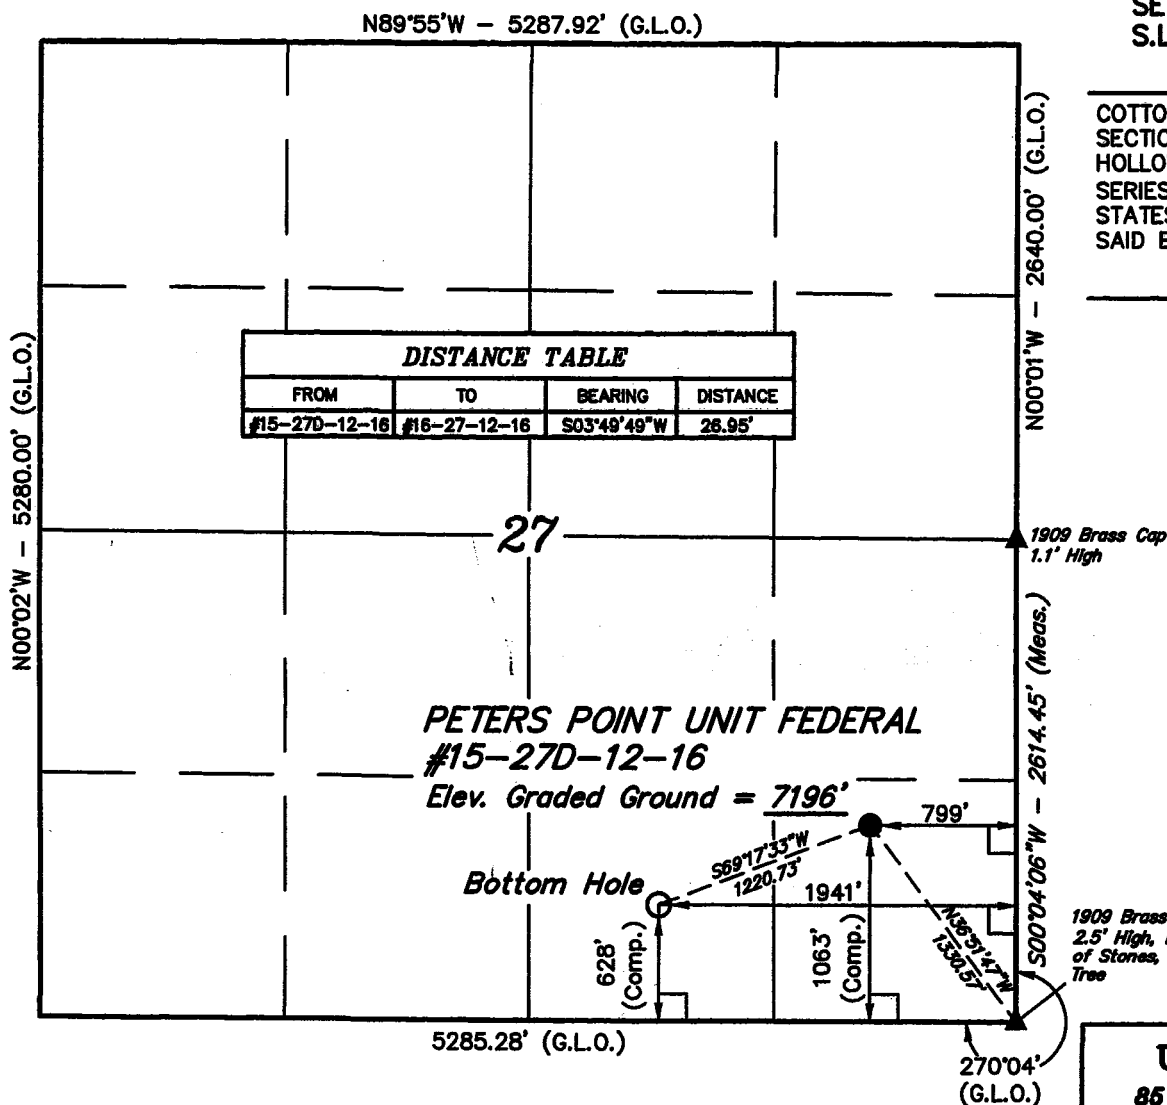 N89°55'W – 5287.92' (G.L.O.)
SE
S.L
COTTO
SECTIO
HOLLO
SERIES
STATES
SAID B
N00°01'W – 2640.00' (G.L.O.)
N00°02'W – 5280.00' (G.L.O.)
DISTANCE TABLE
FROM TO BEARING DISTANCE
#15-27D-12-16 #16-27-12-16 S03°49'49"W 26.95'
27
1909 Brass Cap
1.1' High
S00°04'06"W – 2614.45' (Meas.)
PETERS POINT UNIT FEDERAL
#15-27D-12-16
Elev. Graded Ground = 7196'
799'
S69°17'33"W
1220.73'
Bottom Hole
1941'
N36°51'47"W
1330.57'
628'
(Comp.)
1063'
(Comp.)
1909 Brass
2.5' High,
of Stones,
Tree
5285.28' (G.L.O.)
270°04'
(G.L.O.)
85